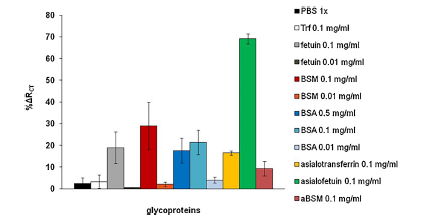 80
70
60
50
40
30
20
10
0
%ΔRCT
glycoproteins
PBS 1x
Trf 0.1 mg/ml
fetuin 0.1 mg/ml
fetuin 0.01 mg/ml
BSM 0.1 mg/ml
BSM 0.01 mg/ml
BSA 0.5 mg/ml
BSA 0.1 mg/ml
BSA 0.01 mg/ml
asialotransferrin 0.1 mg/ml
asialofetuin 0.1 mg/ml
aBSM 0.1 mg/ml